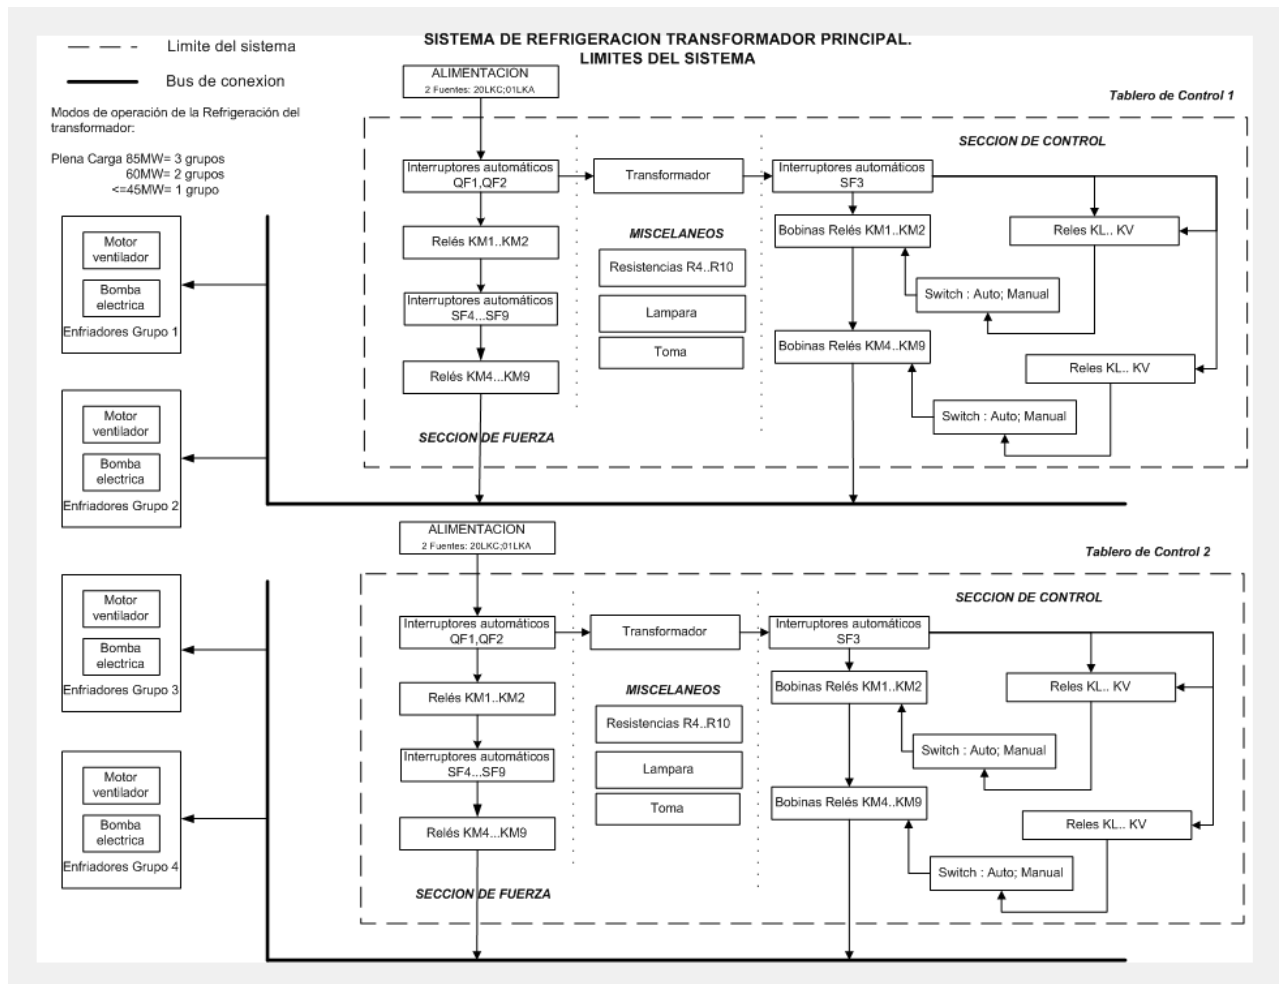 SISTEMA DE REFRIGERACION TRANSFORMADOR PRINCIPAL.
LIMITES DEL SISTEMA
Limite del sistema
Bus de conexion
Modos de operación de la Refrigeración del
transformador:
Plena Carga 85MW= 3 grupos
60MW= 2 grupos
<=45MW= 1 grupo
ALIMENTACION
2 Fuentes: 20LKC;01LKA
Tablero de Control 1
SECCION DE CONTROL
Interruptores automáticos
QF1,QF2
Transformador
Interruptores automáticos
SF3
Relés KM1..KM2
MISCELANEOS
Bobinas Relés KM1..KM2
Reles KL.. KV
Resistencias R4..R10
Switch : Auto; Manual
Interruptores automáticos
SF4...SF9
Lampara
Bobinas Relés KM4..KM9
Toma
Reles KL.. KV
Relés KM4...KM9
Switch : Auto; Manual
SECCION DE FUERZA
Motor
ventilador
Bomba
electrica
Enfriadores Grupo 1
Motor
ventilador
Bomba
electrica
Enfriadores Grupo 2
ALIMENTACION
2 Fuentes: 20LKC;01LKA
Tablero de Control 2
SECCION DE CONTROL
Interruptores automáticos
QF1,QF2
Transformador
Interruptores automáticos
SF3
Relés KM1..KM2
MISCELANEOS
Bobinas Relés KM1..KM2
Reles KL.. KV
Resistencias R4..R10
Switch : Auto; Manual
Interruptores automáticos
SF4...SF9
Lampara
Bobinas Relés KM4..KM9
Toma
Reles KL.. KV
Relés KM4...KM9
Switch : Auto; Manual
SECCION DE FUERZA
Motor
ventilador
Bomba
electrica
Enfriadores Grupo 3
Motor
ventilador
Bomba
electrica
Enfriadores Grupo 4